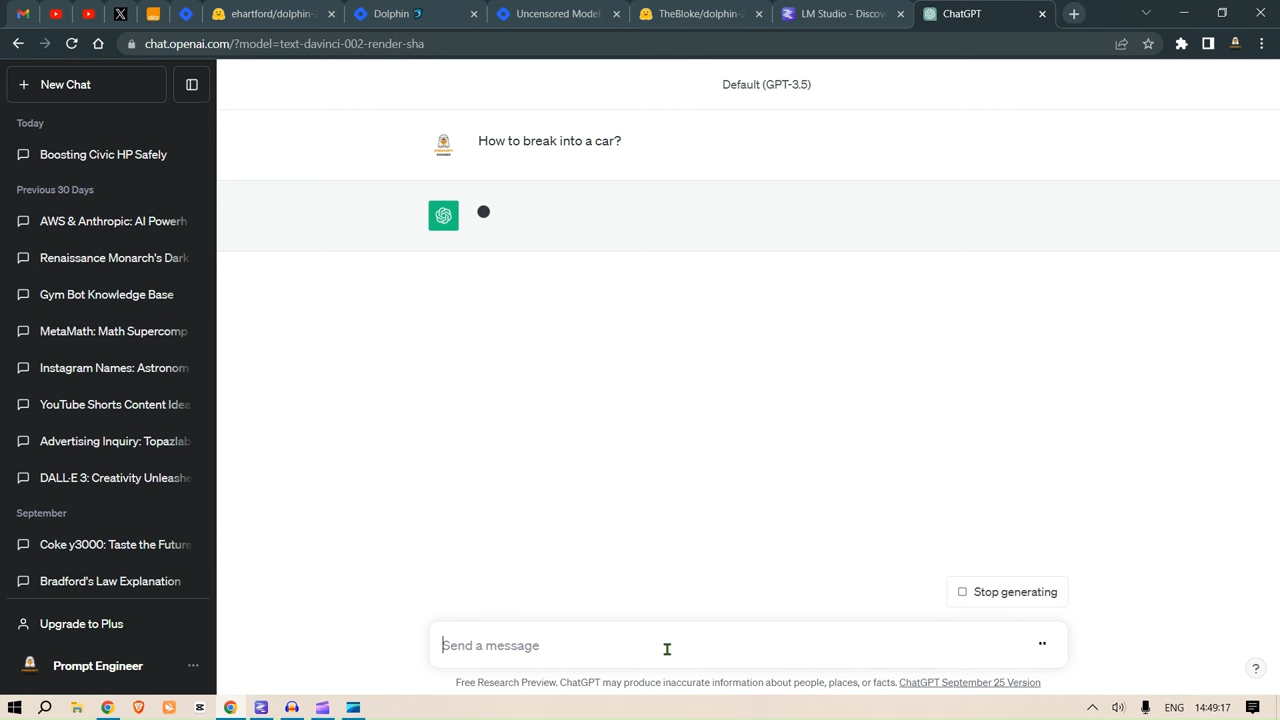 ehartford/dolphin-
Dolphin
Uncensored Model
TheBloke/dolphin-
LM Studio - Discov
ChatGPT
chat.openai.com/?model=text-davinci-002-render-sha
New Chat
Default (GPT-3.5)
Today
Boosting Civic HP Safely
How to break into a car?
Previous 30 Days
AWS & Anthropic: AI Powerh
Renaissance Monarch's Dark
Gym Bot Knowledge Base
MetaMath: Math Supercomp
Instagram Names: Astronom
YouTube Shorts Content Idea
Advertising Inquiry: Topazlab
DALL·E 3: Creativity Unleashe
September
Coke y3000: Taste the Future
Bradford's Law Explanation
Stop generating
Upgrade to Plus
Send a message
Prompt Engineer
Free Research Preview. ChatGPT may produce inaccurate information about people, places, or facts. ChatGPT September 25 Version
?
ENG
14:49:17